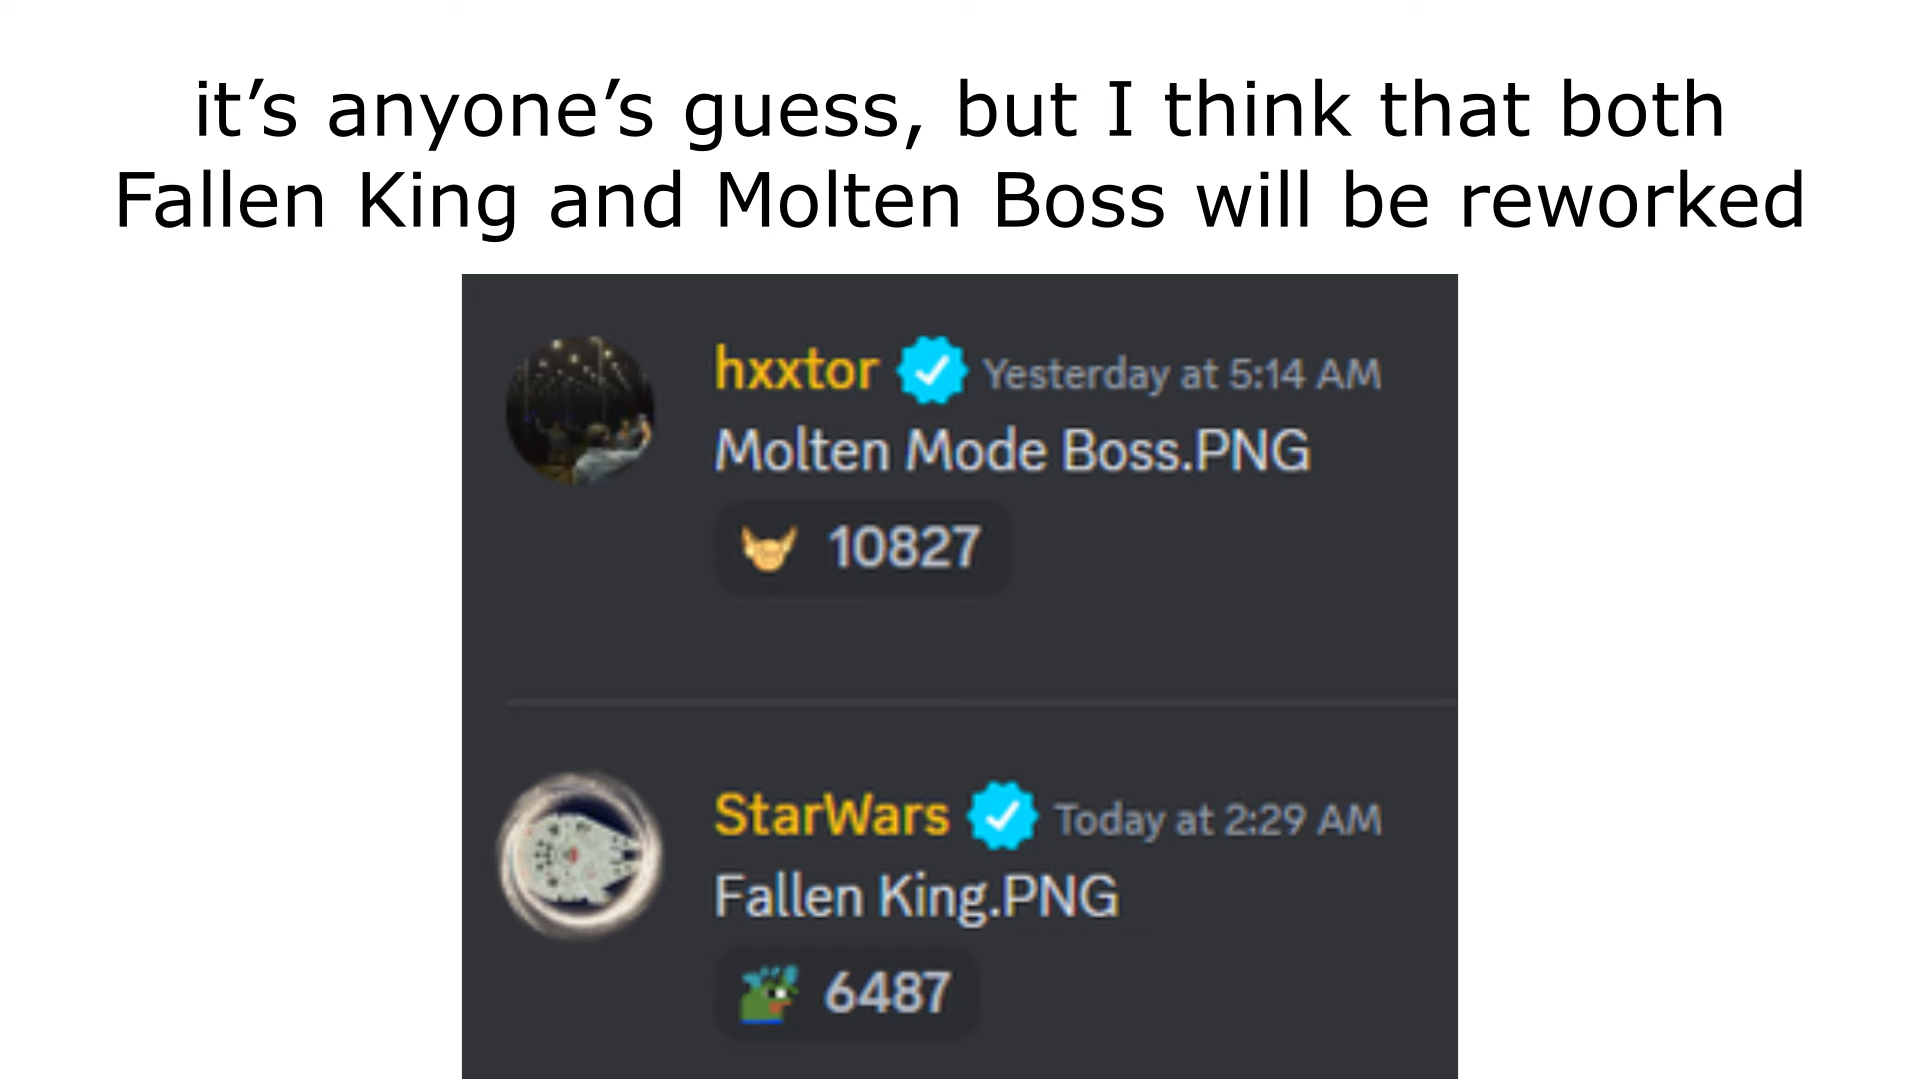 it’s anyone’s guess, but I think that both
Fallen King and Molten Boss will be reworked
hxxtor Yesterday at 5:14 AM
Molten Mode Boss.PNG
10827
StarWars Today at 2:29 AM
Fallen King.PNG
6487